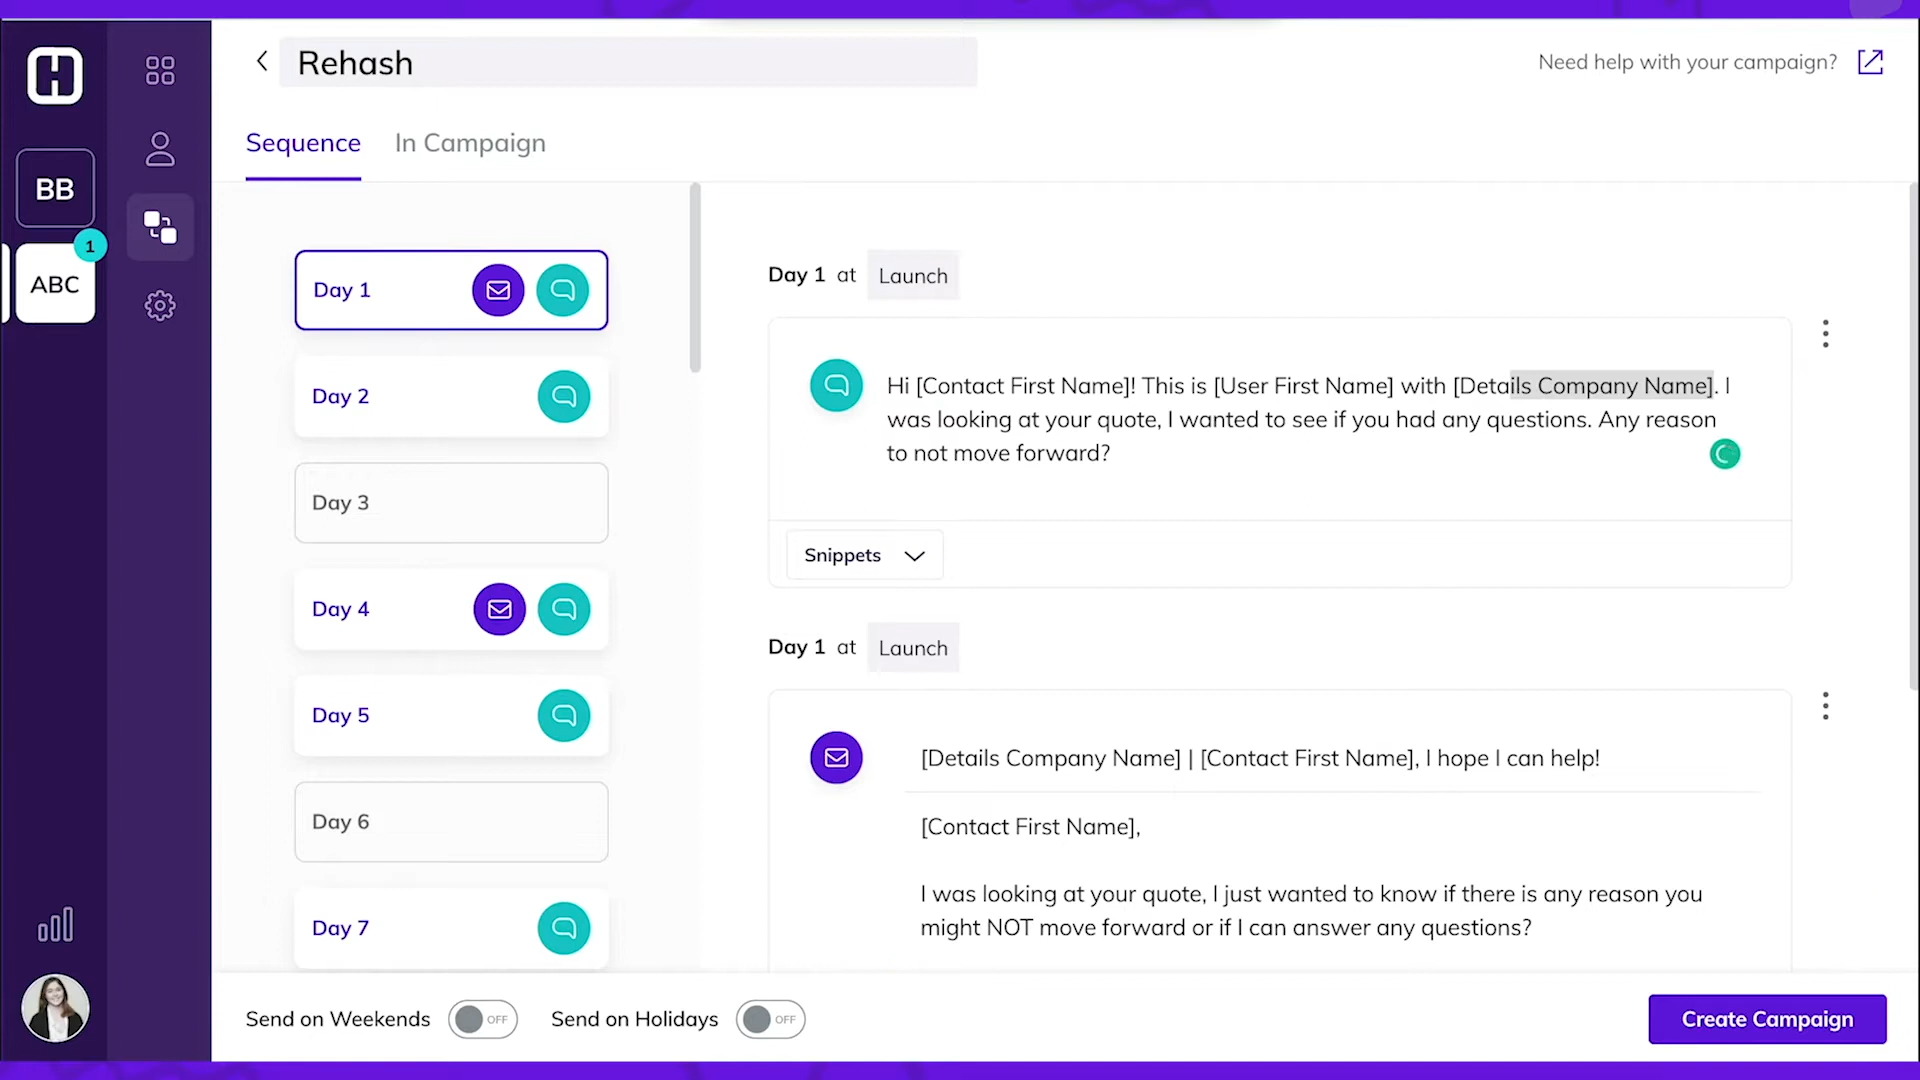 Rehash
Need help with your campaign?
Sequence
In Campaign
BB
1
ABC
Day 1
Day 2
Day 3
Day 4
Day 5
Day 6
Day 7
Day 1 at Launch
Hi [Contact First Name]! This is [User First Name] with [Details Company Name]. I
was looking at your quote, I wanted to see if you had any questions. Any reason
to not move forward?
Snippets
Day 1 at Launch
[Details Company Name] | [Contact First Name], I hope I can help!
[Contact First Name],
I was looking at your quote, I just wanted to know if there is any reason you
might NOT move forward or if I can answer any questions?
Send on Weekends OFF
Send on Holidays OFF
Create Campaign